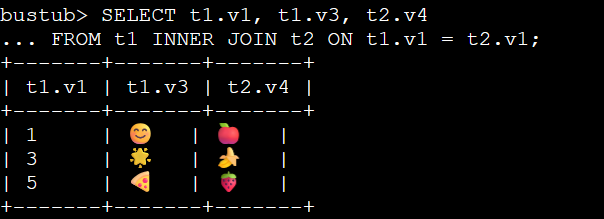 bustub> SELECT t1.v1, t1.v3, t2.v4
... FROM t1 INNER JOIN t2 ON t1.v1 = t2.v1;
+-------+-------+-------+
| t1.v1 | t1.v3 | t2.v4 |
+-------+-------+-------+
| 1     | 😊    | 🍎    |
| 3     | 🌟    | 🍌    |
| 5     | 🍕    | 🍓    |
+-------+-------+-------+